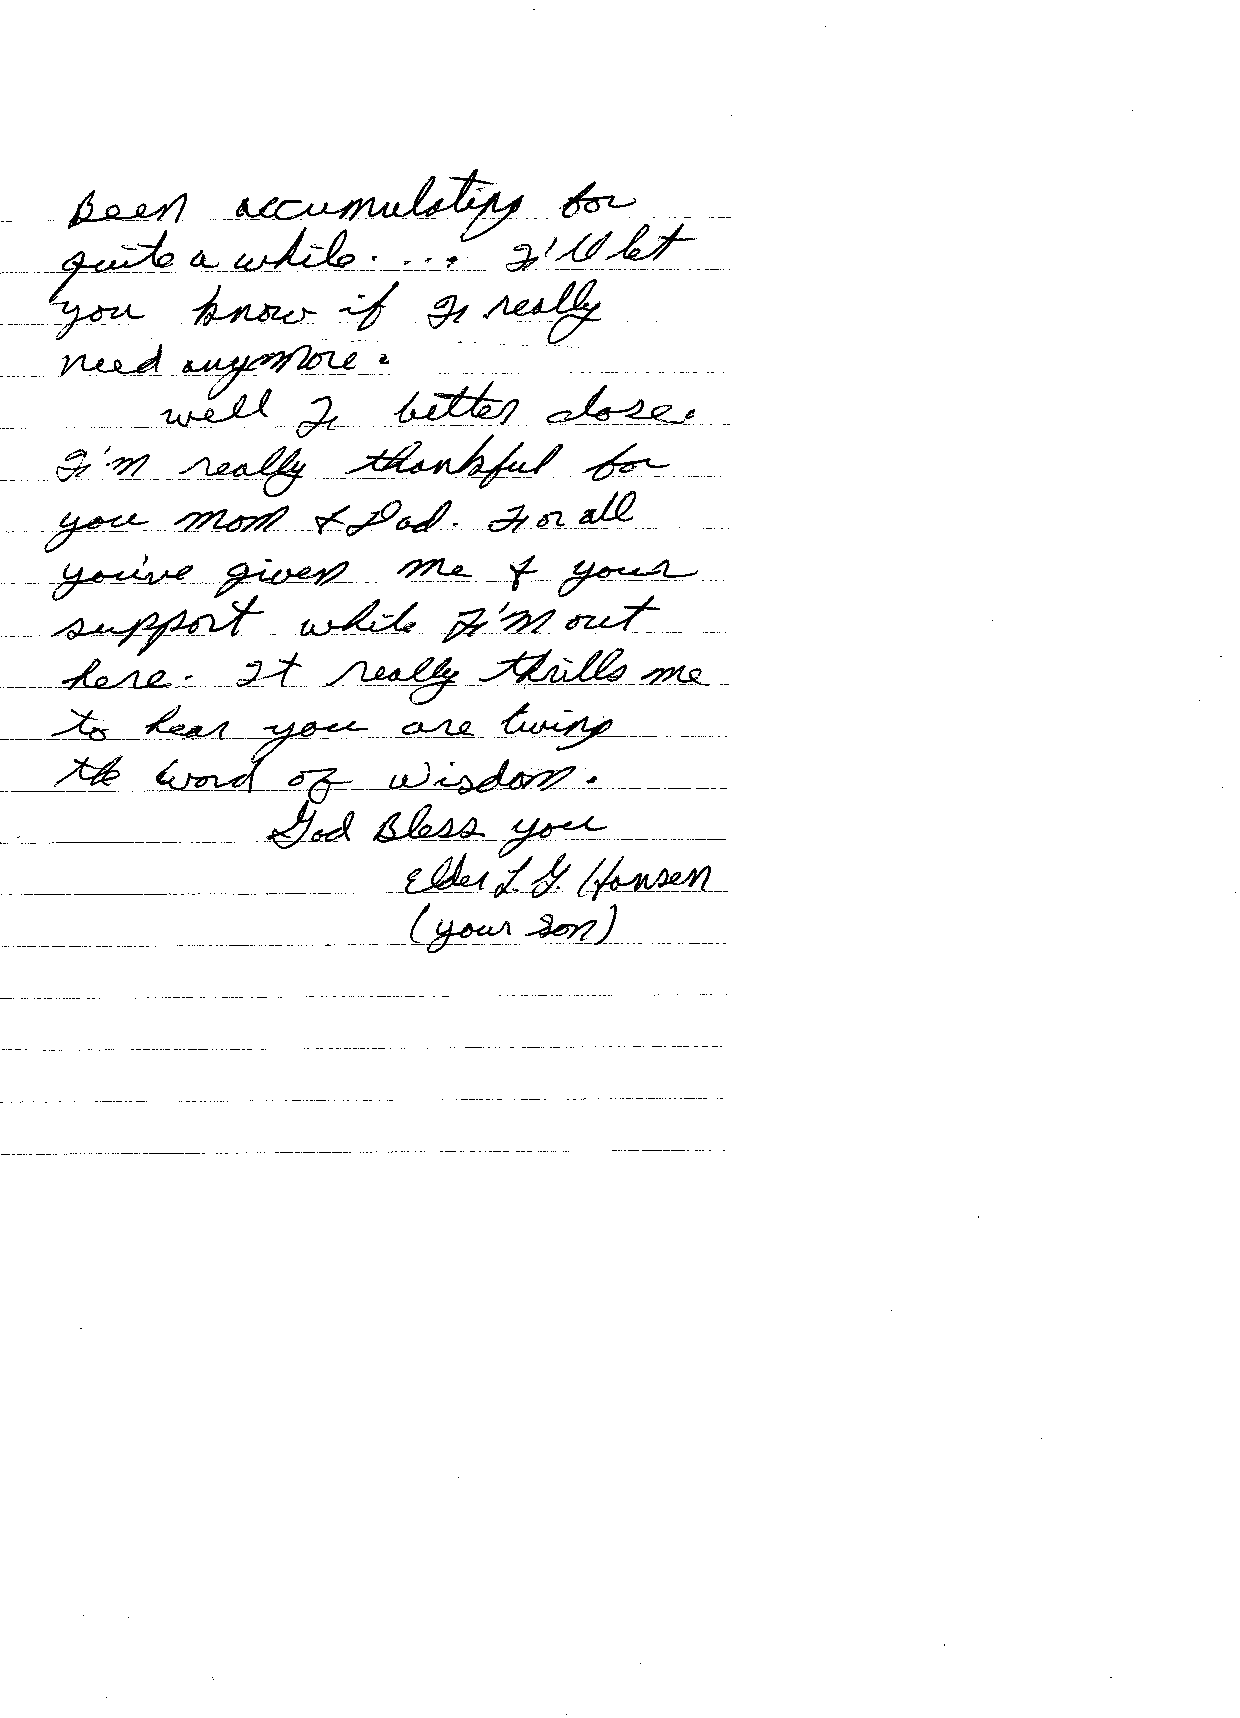 Been accumulating for
quite a while. ... I'll let
you know if I really
need anymore.
well I better close.
I'm really thankful for
you mom & Dad. For all
you've given me & your
support while I'm out
here. It really thrills me
to hear you are living
the word of wisdom.
God Bless you
Elder L. G. Hansen
(your son)